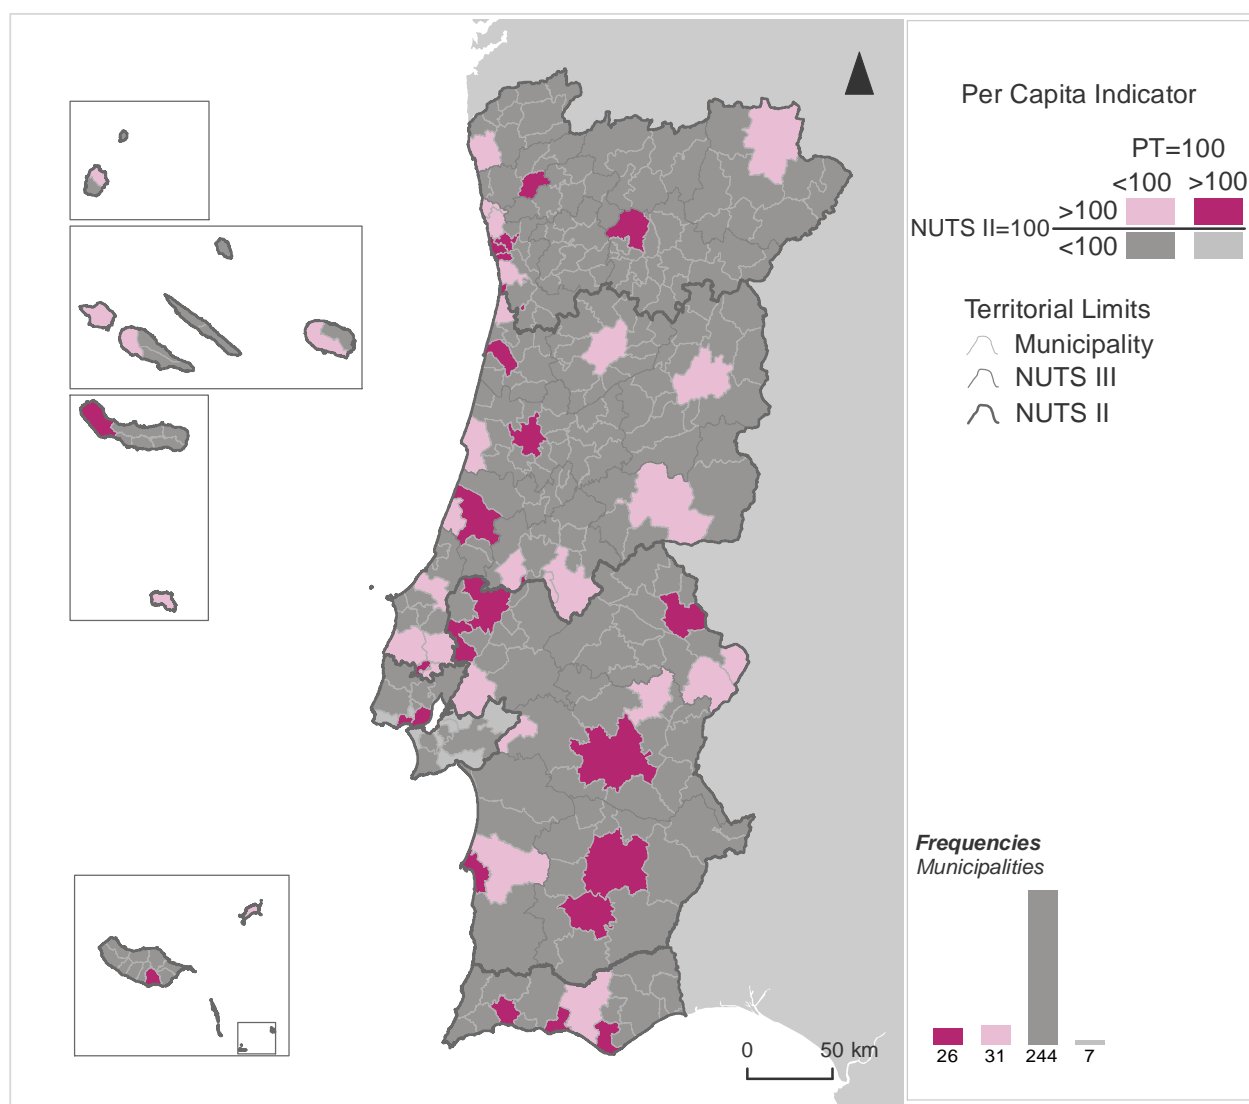 Per Capita Indicator
PT=100
<100 >100
>100
NUTS II=100
<100
Territorial Limits
Municipality
NUTS III
NUTS II
Frequencies
Municipalities
26 31 244 7
0 50 km